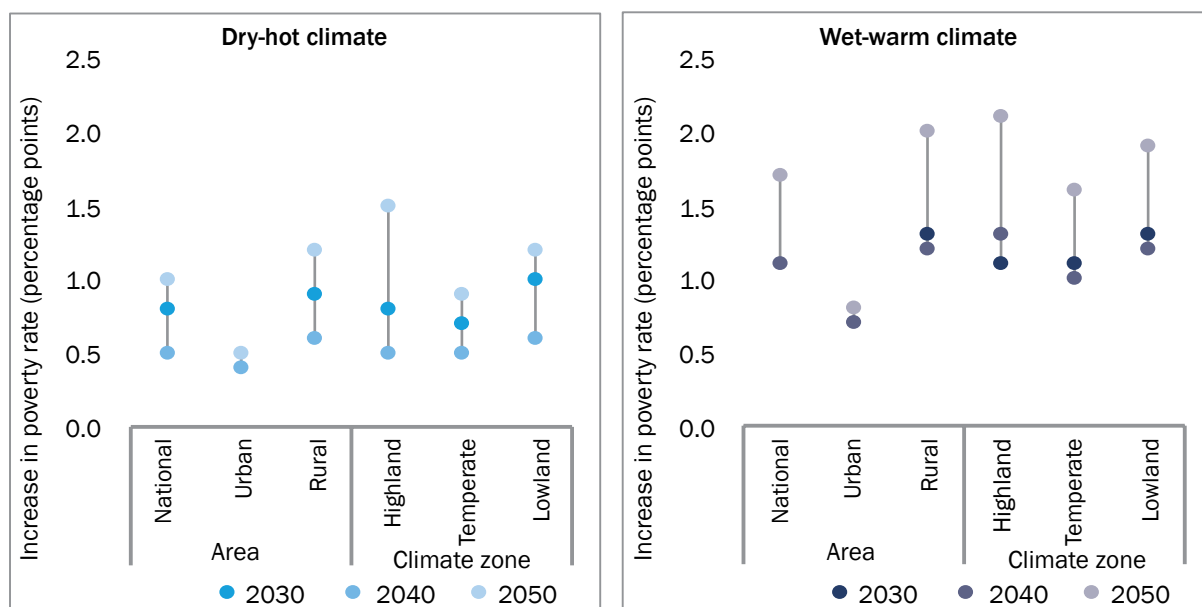 Dry-hot climate
Increase in poverty rate (percentage points)
2.5
2.0
1.5
1.0
0.5
0.0
National
Urban
Rural
Highland
Temperate
Lowland
Area
Climate zone
2030 2040 2050
Wet-warm climate
Increase in poverty rate (percentage points)
2.5
2.0
1.5
1.0
0.5
0.0
National
Urban
Rural
Highland
Temperate
Lowland
Area
Climate zone
2030 2040 2050